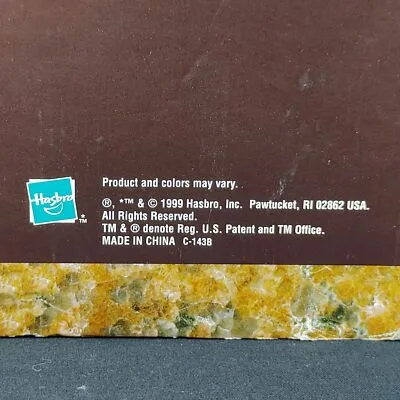 Product and colors may vary.
Hasbro
*™
®, *™ & © 1999 Hasbro, Inc. Pawtucket, RI 02862 USA.
All Rights Reserved.
TM & ® denote Reg. U.S. Patent and TM Office.
MADE IN CHINA C-143B